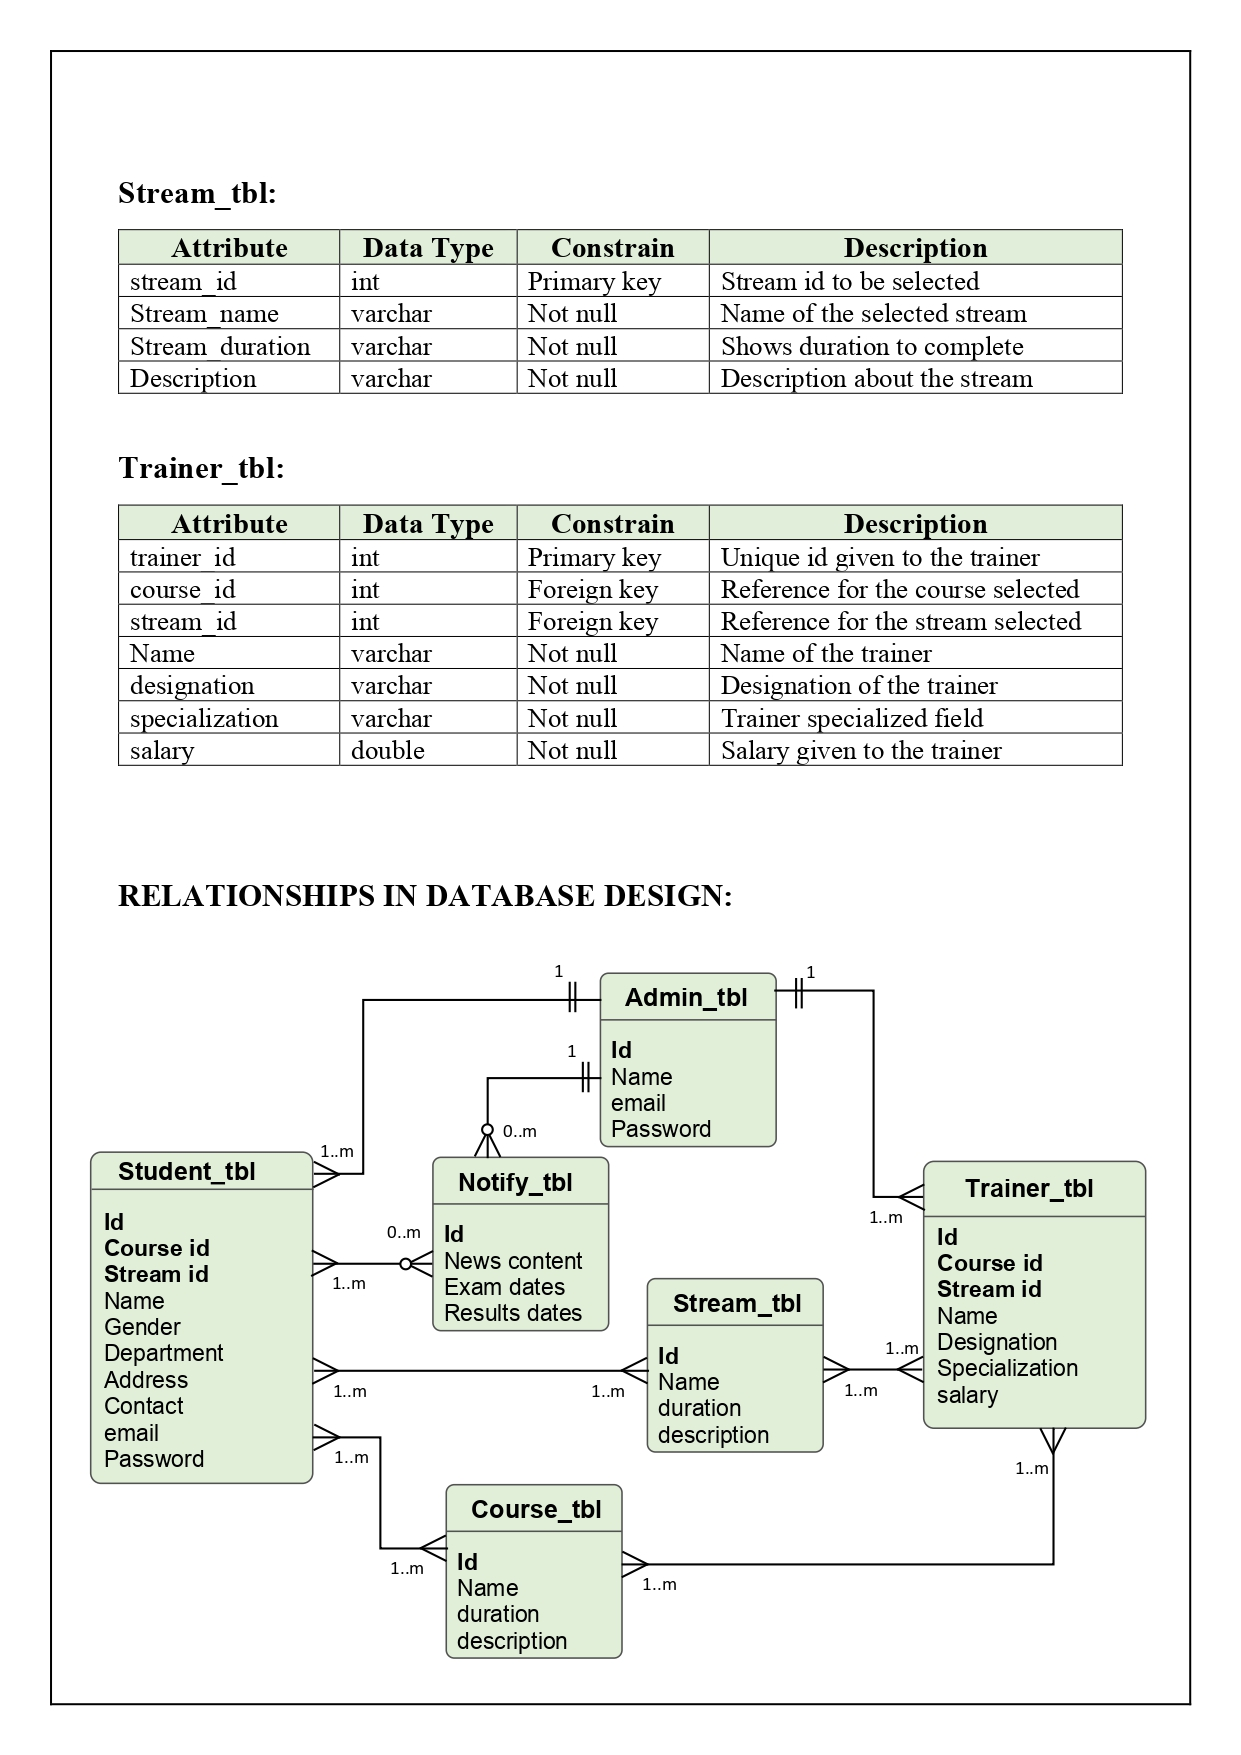 Stream_tbl:
Attribute Data Type Constrain Description
stream_id int Primary key Stream id to be selected
Stream_name varchar Not null Name of the selected stream
Stream_duration varchar Not null Shows duration to complete
Description varchar Not null Description about the stream
Trainer_tbl:
Attribute Data Type Constrain Description
trainer_id int Primary key Unique id given to the trainer
course_id int Foreign key Reference for the course selected
stream_id int Foreign key Reference for the stream selected
Name varchar Not null Name of the trainer
designation varchar Not null Designation of the trainer
specialization varchar Not null Trainer specialized field
salary double Not null Salary given to the trainer
RELATIONSHIPS IN DATABASE DESIGN:
1
1
Admin_tbl
Id
Name
email
Password
1
0..m
1..m
Student_tbl
Id
Course id
Stream id
Name
Gender
Department
Address
Contact
email
Password
Notify_tbl
Id
News content
Exam dates
Results dates
0..m
1..m
Trainer_tbl
Id
Course id
Stream id
Name
Designation
Specialization
salary
1..m
Stream_tbl
Id
Name
duration
description
1..m
1..m
1..m
1..m
1..m
1..m
Course_tbl
Id
Name
duration
description
1..m
1..m